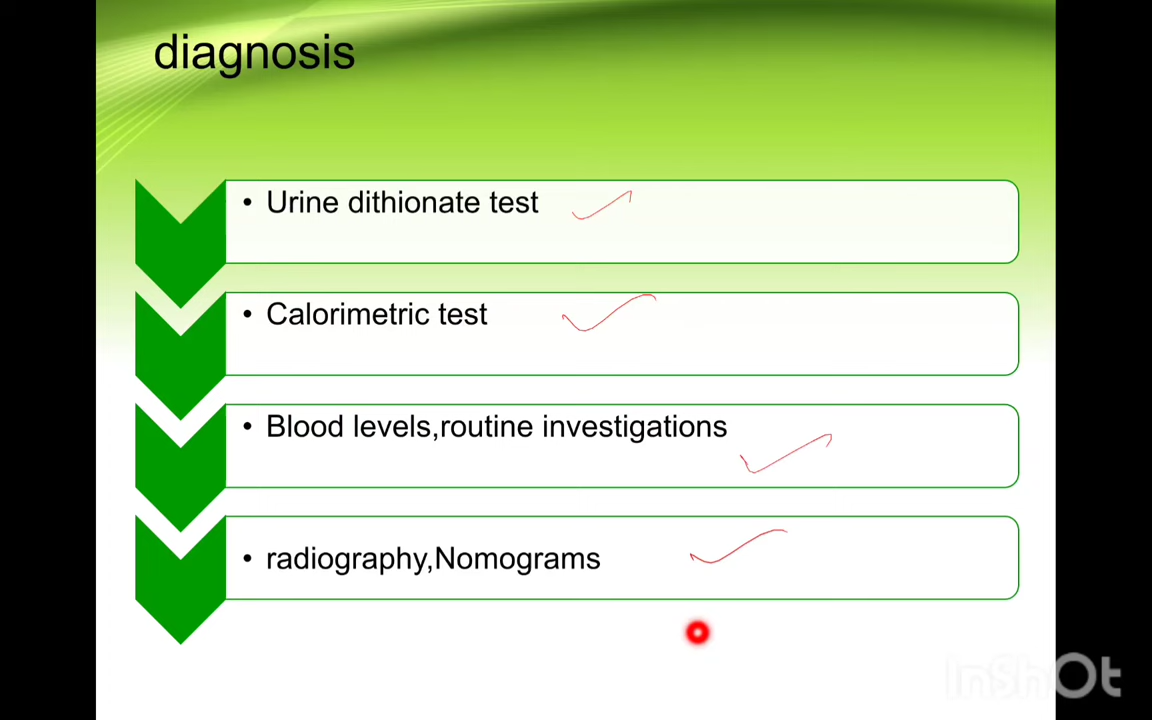 diagnosis
• Urine dithionate test
• Calorimetric test
• Blood levels,routine investigations
• radiography,Nomograms
InShOt